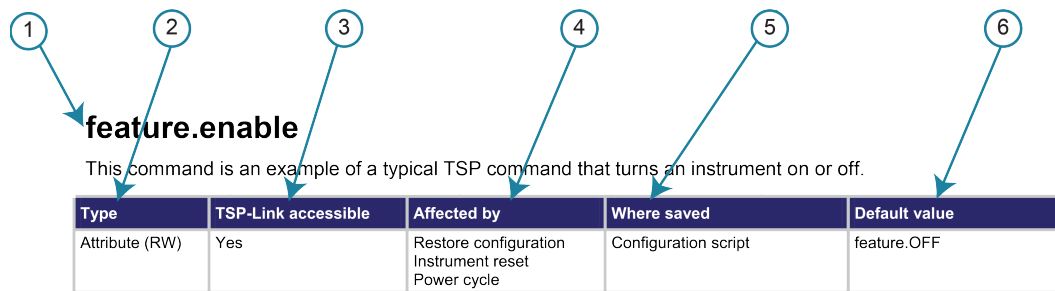 1 2 3 4 5 6
feature.enable
This command is an example of a typical TSP command that turns an instrument on or off.
Type TSP-Link accessible Affected by Where saved Default value
Attribute (RW) Yes Restore configuration Configuration script feature.OFF
Instrument reset
Power cycle